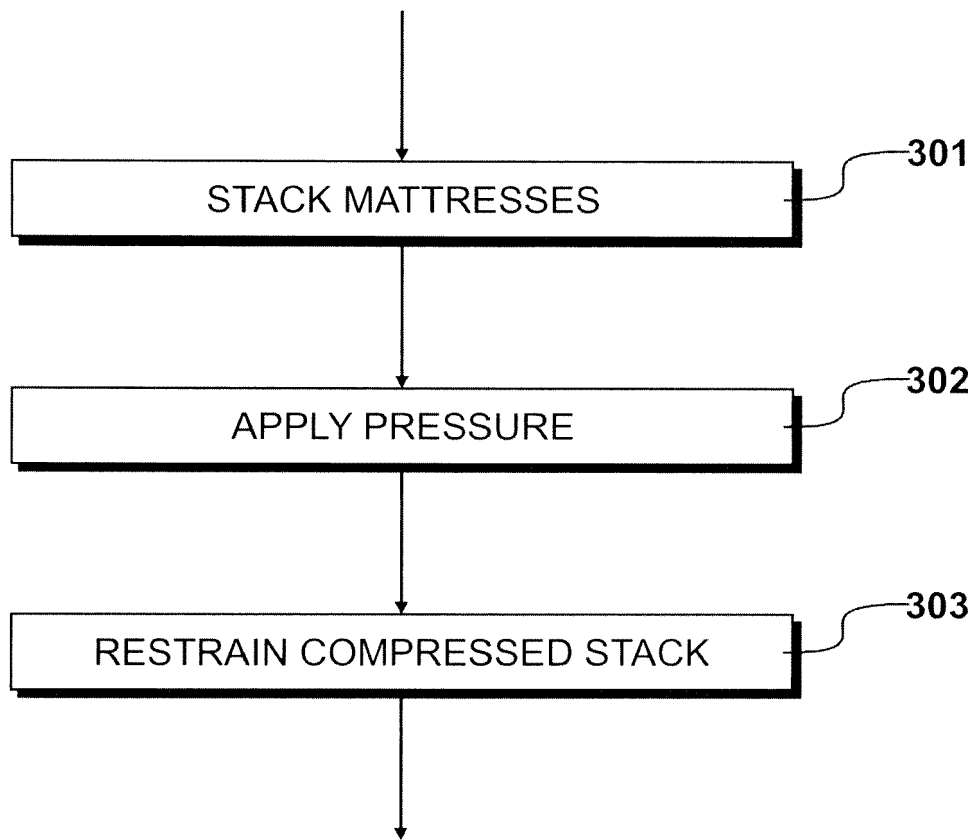 301
STACK MATTRESSES
302
APPLY PRESSURE
303
RESTRAIN COMPRESSED STACK